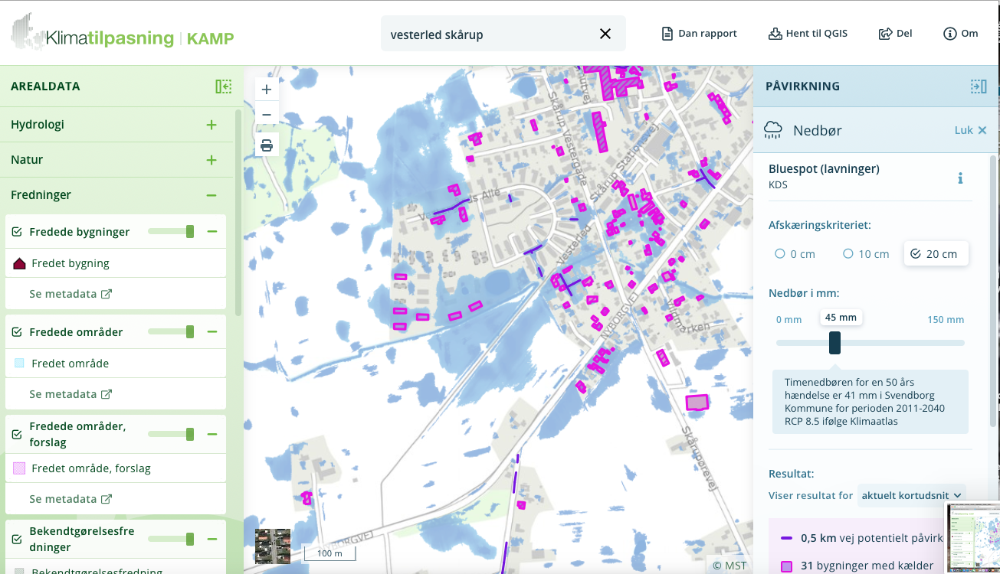 Klimatilpasning | KAMP
vesterled skårup
Dan rapport
Hent til QGIS
Del
Om
AREALDATA
Hydrologi
Natur
Fredninger
Fredede bygninger
Fredet bygning
Se metadata
Fredede områder
Fredet område
Se metadata
Fredede områder,
forslag
Fredet område, forslag
Se metadata
Bekendtgørelsesfre
dninger
Bekendtgørelsesfredning
Skårup Vestergade
Skårup Stationsvej
s Alle
Vesterled
NYBORGVEJ
Skårupørevej
100 m
© MST
PÅVIRKNING
Nedbør
Luk
Bluespot (lavninger)
KDS
Afskæringskriteriet:
0 cm
10 cm
20 cm
Nedbør i mm:
0 mm
45 mm
150 mm
Timenedbøren for en 50 års
hændelse er 41 mm i Svendborg
Kommune for perioden 2011-2040
RCP 8.5 ifølge Klimaatlas
Resultat:
Viser resultat for
aktuelt kortudsnit
0,5 km vej potentielt påvirk
31 bygninger med kælder